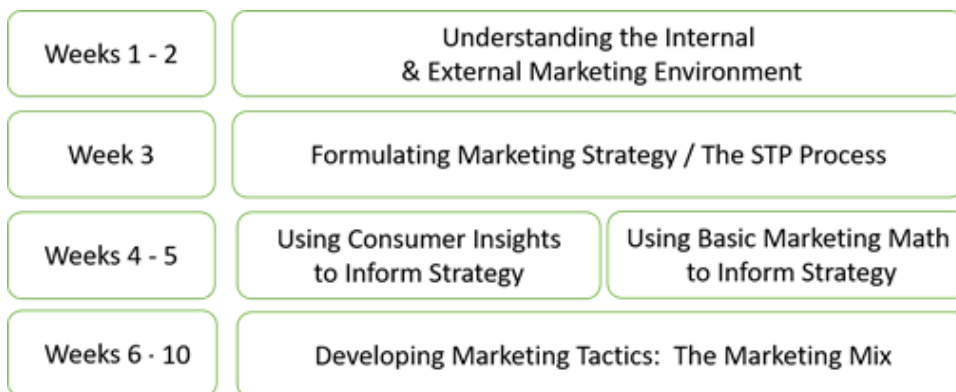 Weeks 1 - 2
Understanding the Internal
& External Marketing Environment
Week 3
Formulating Marketing Strategy / The STP Process
Weeks 4 - 5
Using Consumer Insights
to Inform Strategy
Using Basic Marketing Math
to Inform Strategy
Weeks 6 · 10
Developing Marketing Tactics:  The Marketing Mix